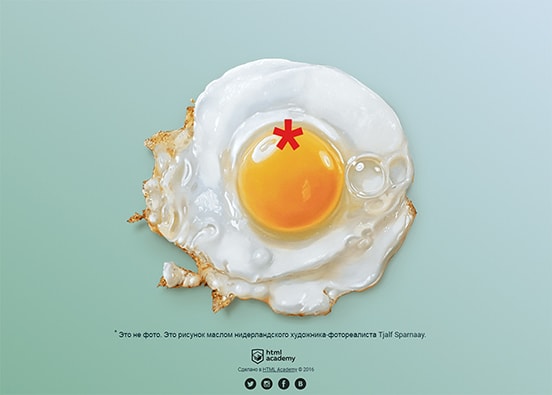 *
* Это не фото. Это рисунок маслом нидерландского художника-фотореалиста Tjalf Sparnaay.
html
academy
Сделано в HTML Academy © 2016